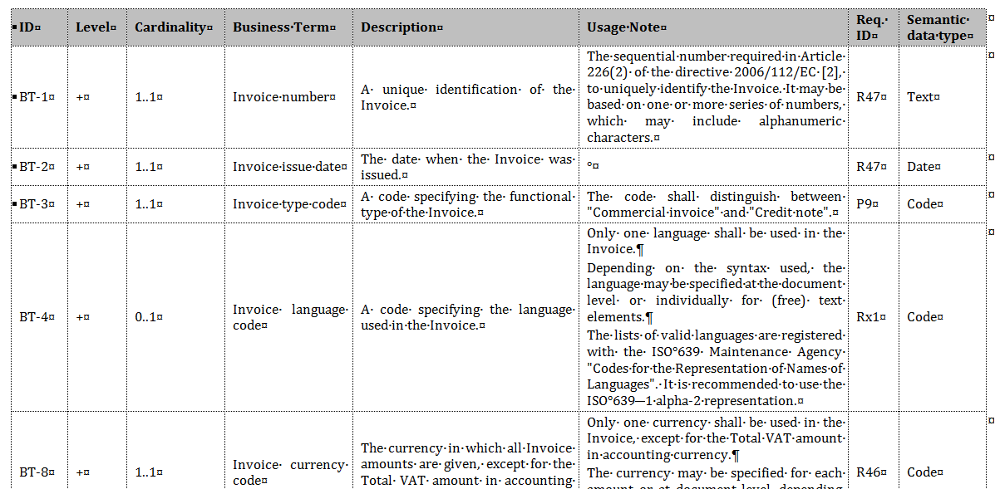 ID Level Cardinality Business Term Description Usage Note Req. ID Semantic data type
BT-1 + 1..1 Invoice number
A unique identification of the
Invoice.
The sequential number required in Article
226(2) of the directive 2006/112/EC [2],
to uniquely identify the Invoice. It may be
based on one or more series of numbers,
which may include alphanumeric
characters.
R47 Text
BT-2 + 1..1 Invoice issue date
The date when the Invoice was
issued.
R47 Date
BT-3 + 1..1 Invoice type code
A code specifying the functional
type of the Invoice.
The code shall distinguish between
"Commercial invoice" and "Credit note".
P9 Code
BT-4 + 0..1
Invoice language
code
A code specifying the language
used in the Invoice.
Only one language shall be used in the
Invoice.¶
Depending on the syntax used, the
language may be specified at the document
level or individually for (free) text
elements.¶
The lists of valid languages are registered
with the ISO°639 Maintenance Agency
"Codes for the Representation of Names of
Languages". It is recommended to use the
ISO°639—1 alpha-2 representation.
Rx1 Code
BT-8 + 1..1
Invoice currency
code
The currency in which all Invoice
amounts are given, except for the
Total VAT amount in accounting
Only one currency shall be used in the
Invoice, except for the Total VAT amount
in accounting currency.¶
The currency may be specified for each
amount or at document level, depending
R46 Code